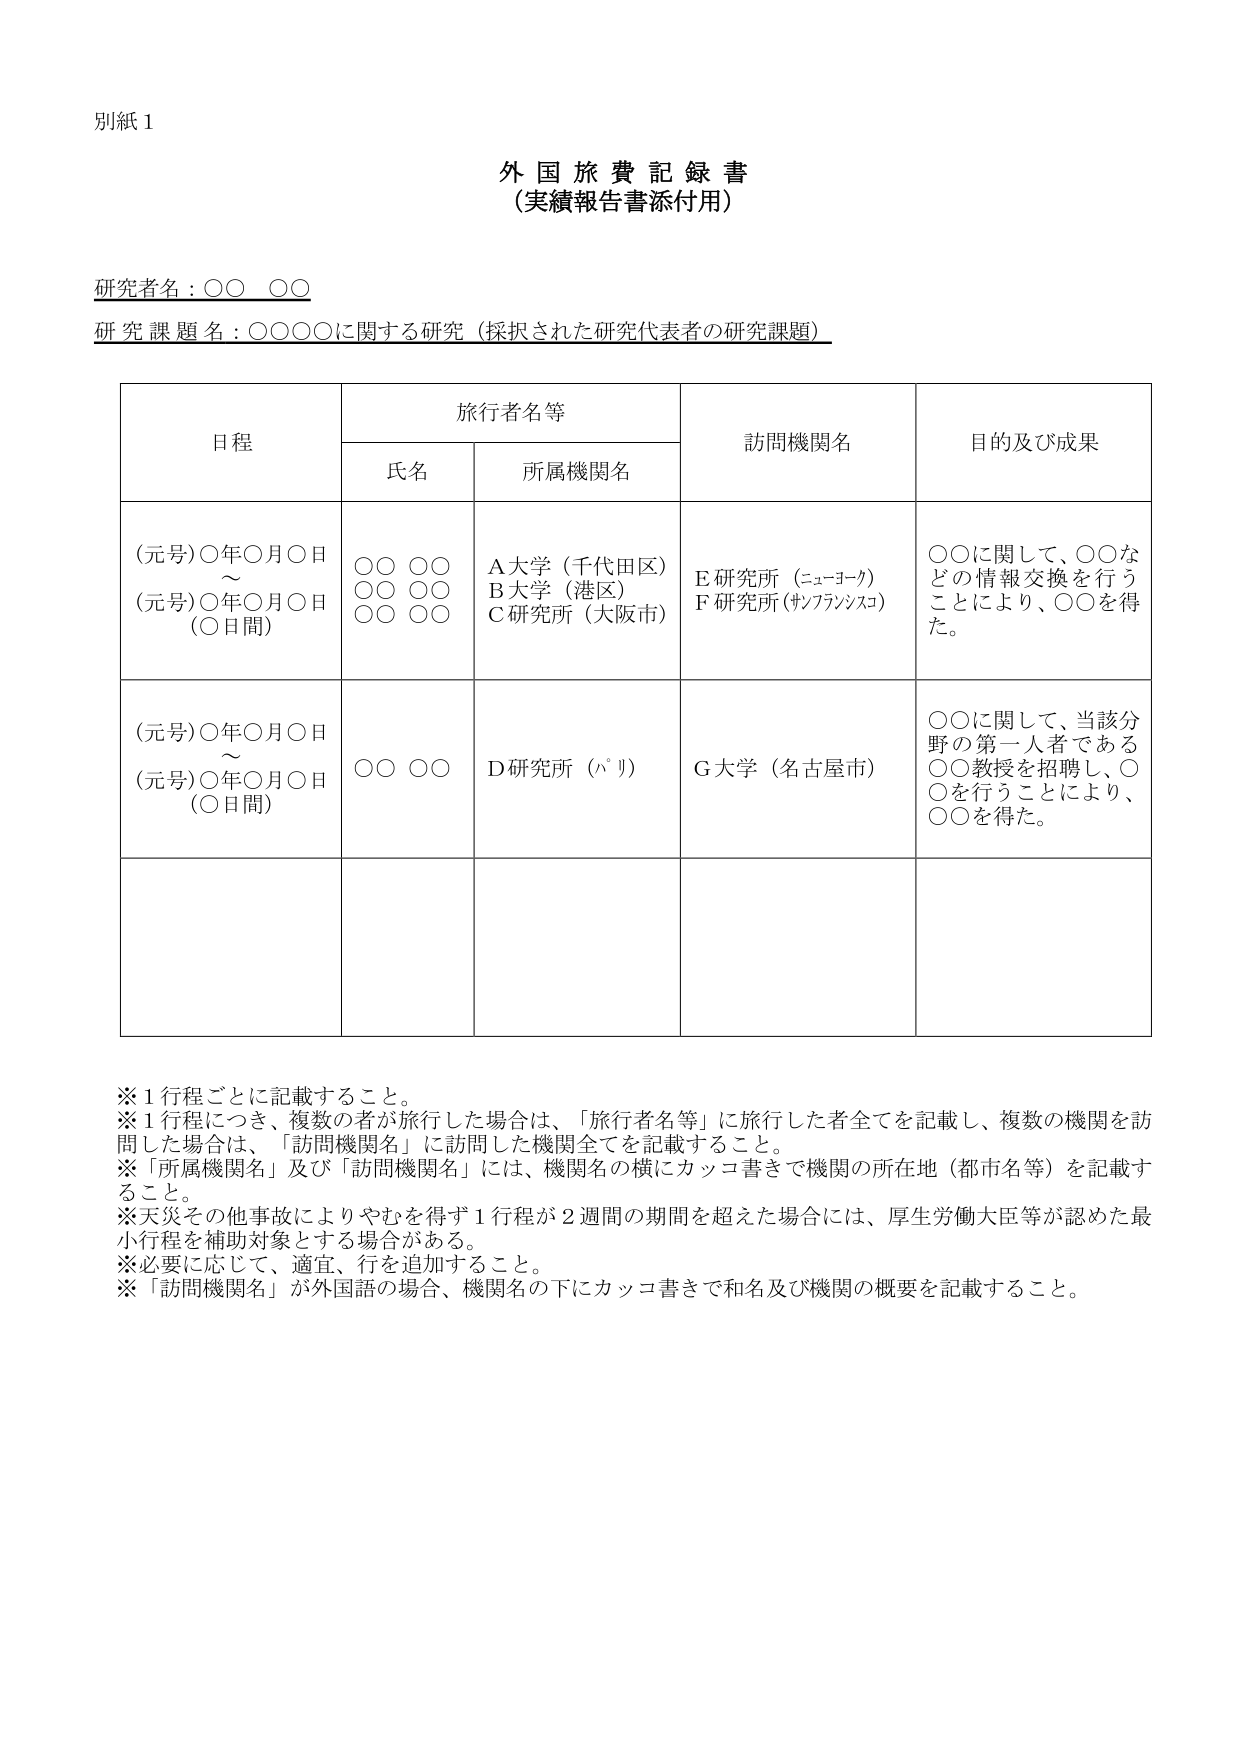 別紙１
外 国 旅 費 記 録 書
（実績報告書添付用）
研究者名：○○　○○
研 究 課 題 名：○○○○に関する研究（採択された研究代表者の研究課題）
日程
旅行者名等
氏名
所属機関名
訪問機関名
目的及び成果
(元号)○年○月○日
～
(元号)○年○月○日
（○日間）
○○ ○○
○○ ○○
○○ ○○
Ａ大学（千代田区）
Ｂ大学（港区）
Ｃ研究所（大阪市）
Ｅ研究所（ﾆｭｰﾖｰｸ）
Ｆ研究所(ｻﾝﾌﾗﾝｼｽｺ)
○○に関して、○○な
どの情報交換を行う
ことにより、○○を得
た。
(元号)○年○月○日
～
(元号)○年○月○日
（○日間）
○○ ○○
Ｄ研究所（ﾊﾟﾘ）
Ｇ大学（名古屋市）
○○に関して、当該分
野の第一人者である
○○教授を招聘し、○
○を行うことにより、
○○を得た。
※１行程ごとに記載すること。
※１行程につき、複数の者が旅行した場合は、「旅行者名等」に旅行した者全てを記載し、複数の機関を訪
問した場合は、「訪問機関名」に訪問した機関全てを記載すること。
※「所属機関名」及び「訪問機関名」には、機関名の横にカッコ書きで機関の所在地（都市名等）を記載す
ること。
※天災その他事故によりやむを得ず１行程が２週間の期間を超えた場合には、厚生労働大臣等が認めた最
小行程を補助対象とする場合がある。
※必要に応じて、適宜、行を追加すること。
※「訪問機関名」が外国語の場合、機関名の下にカッコ書きで和名及び機関の概要を記載すること。